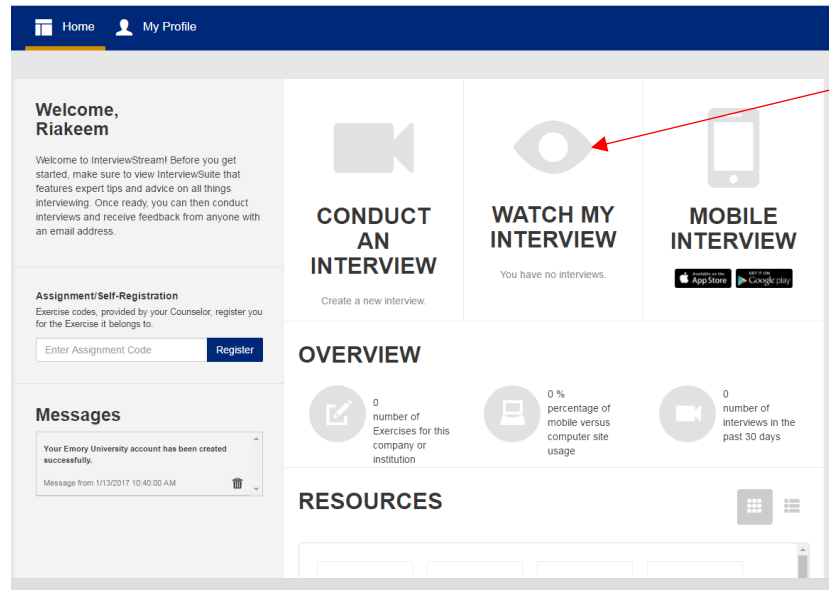 Home My Profile
Welcome,
Riakeem
Welcome to InterviewStream! Before you get
started, make sure to view InterviewSuite that
features expert tips and advice on all things
interviewing. Once ready, you can then conduct
interviews and receive feedback from anyone with
an email address.
Assignment/Self-Registration
Exercise codes, provided by your Counselor, register you
for the Exercise it belongs to.
Enter Assignment Code Register
Messages
Your Emory University account has been created
successfully.
Message from 1/13/2017 10:40:00 AM
CONDUCT
AN
INTERVIEW
Create a new interview.
WATCH MY
INTERVIEW
You have no interviews.
MOBILE
INTERVIEW
Available on the
App Store
GET IT ON
Google play
OVERVIEW
0
number of
Exercises for this
company or
institution
0 %
percentage of
mobile versus
computer site
usage
0
number of
interviews in the
past 30 days
RESOURCES